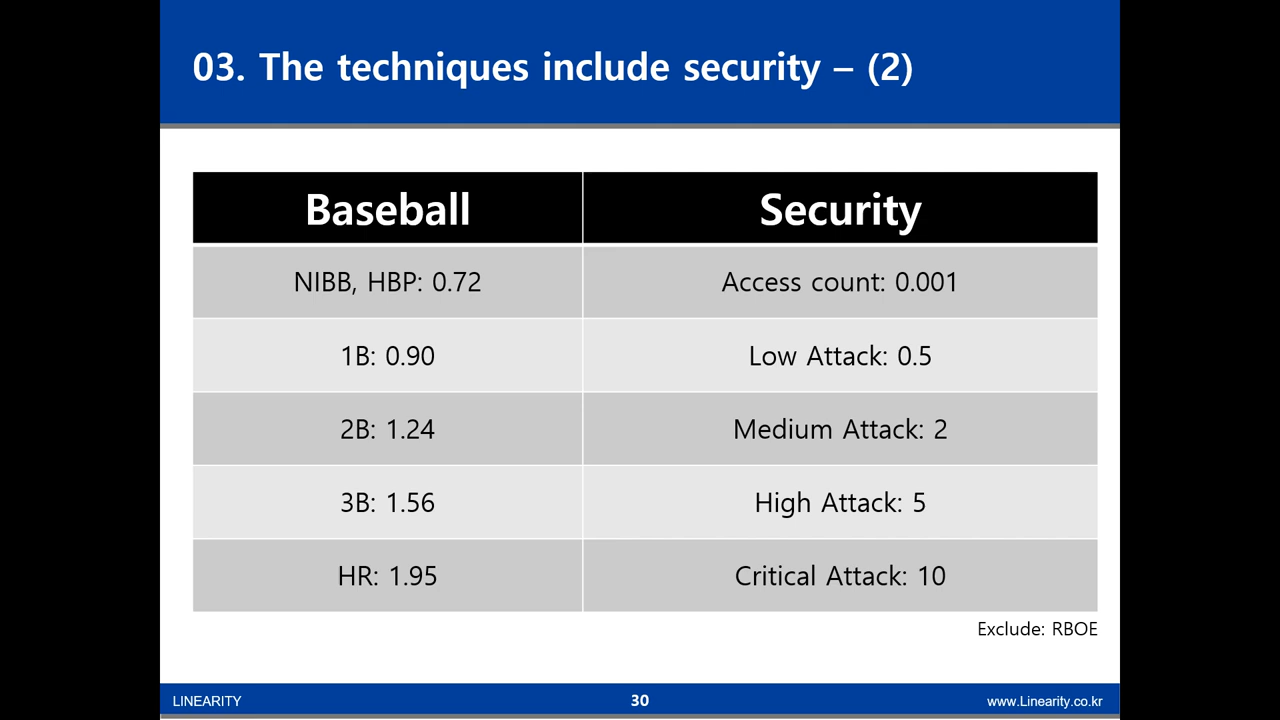 03. The techniques include security – (2)
Baseball
Security
NIBB, HBP: 0.72
Access count: 0.001
1B: 0.90
Low Attack: 0.5
2B: 1.24
Medium Attack: 2
3B: 1.56
High Attack: 5
HR: 1.95
Critical Attack: 10
Exclude: RBOE
LINEARITY
30
www.Linearity.co.kr